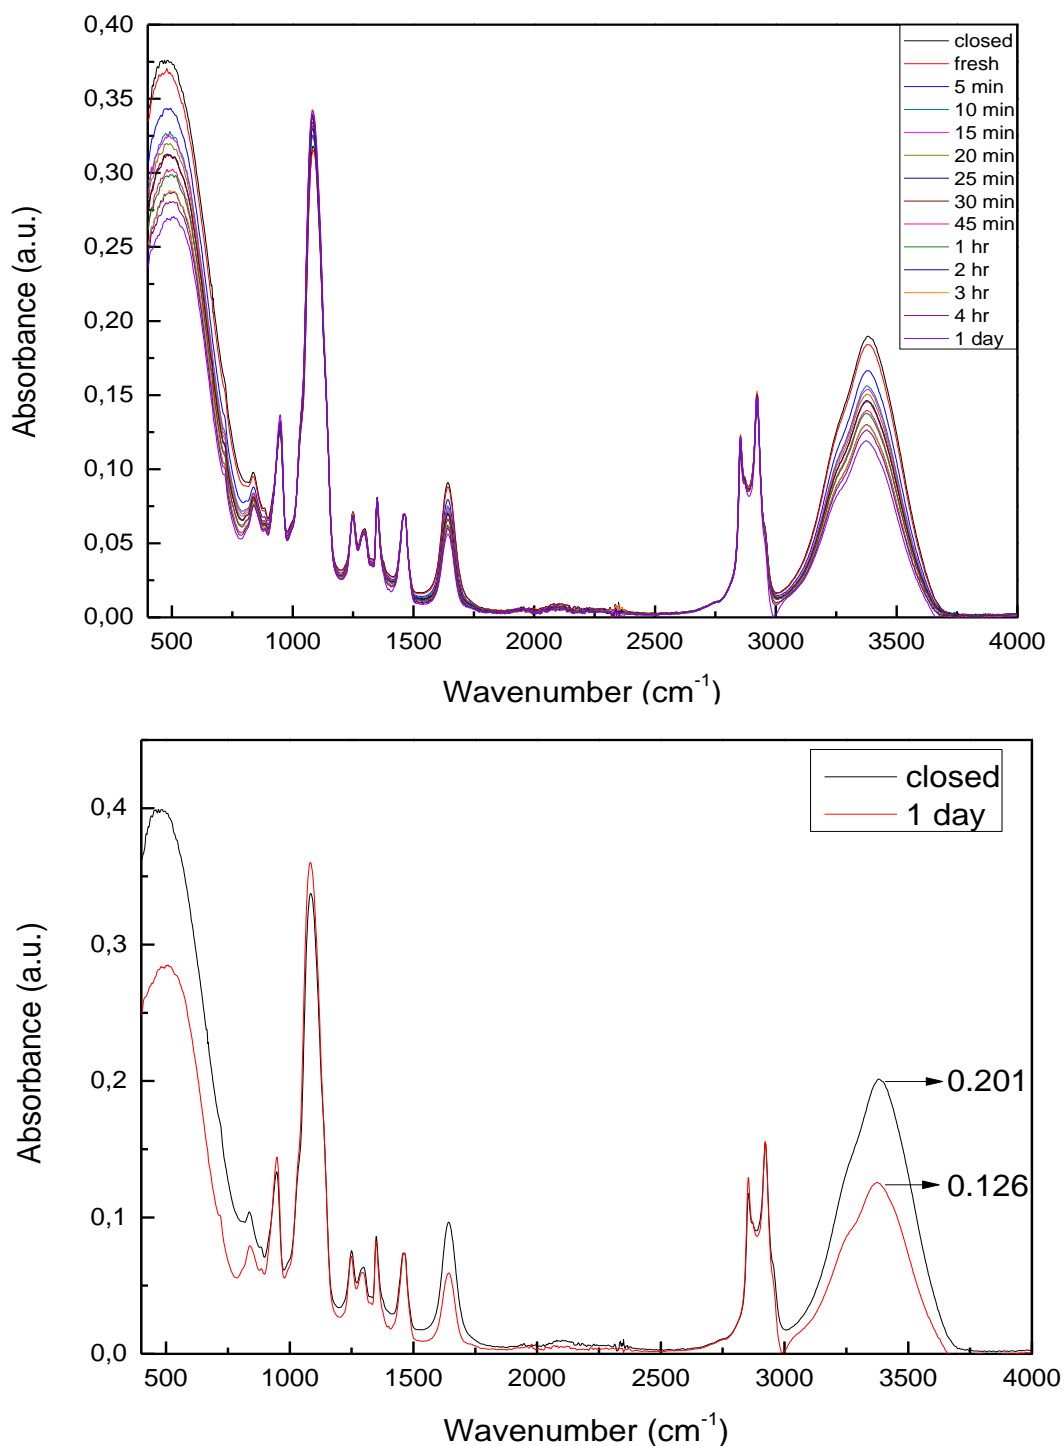 0,40
0,35
0,30
0,25
0,20
0,15
0,10
0,05
0,00
Absorbance (a.u.)
closed
fresh
5 min
10 min
15 min
20 min
25 min
30 min
45 min
1 hr
2 hr
3 hr
4 hr
1 day
500 1000 1500 2000 2500 3000 3500 4000
Wavenumber (cm-1)
closed
1 day
0,4
0,3
0,2
0,1
0,0
Absorbance (a.u.)
0.201
0.126
500 1000 1500 2000 2500 3000 3500 4000
Wavenumber (cm-1)